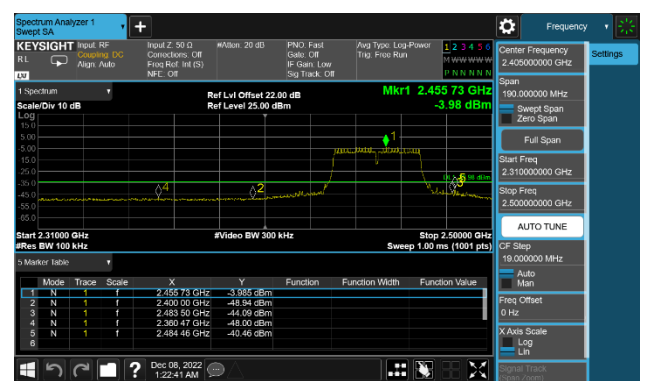 Spectrum Analyzer 1
Swept SA
Frequency
KEYSIGHT
RL
Input: RF
Coupling: DC
Align: Auto
Input Z: 50 Ω
Corrections: Off
Freq Ref: Int (S)
NFE: Off
#Atten: 20 dB
PNO: Fast
Gate: Off
IF Gain: Low
Sig Track: Off
Avg Type: Log-Power
Trig: Free Run
1 2 3 4 5 6
M W W W W W
P N N N N N
1 Spectrum
Scale/Div 10 dB
Log
Ref Lvl Offset 22.00 dB
Ref Level 25.00 dBm
Mkr1 2.455 73 GHz
-3.98 dBm
15.0
5.00
-5.00
-15.0
-25.0
-35.0
-45.0
-55.0
-65.0
1
2
4
5
Start 2.31000 GHz
#Res BW 100 kHz
#Video BW 300 kHz
Stop 2.50000 GHz
Sweep 1.00 ms (1001 pts)
5 Marker Table
Mode Trace Scale X Y Function Function Width Function Value
1 N 1 f 2.455 73 GHz -3.985 dBm
2 N 1 f 2.400 00 GHz -48.94 dBm
3 N 1 f 2.483 50 GHz -44.09 dBm
4 N 1 f 2.360 47 GHz -48.00 dBm
5 N 1 f 2.484 46 GHz -40.46 dBm
6
Dec 08, 2022
1:22:41 AM
Center Frequency
2.405000000 GHz
Settings
Span
190.000000 MHz
Swept Span
Zero Span
Full Span
Start Freq
2.310000000 GHz
Stop Freq
2.500000000 GHz
AUTO TUNE
CF Step
19.000000 MHz
Auto
Man
Freq Offset
0 Hz
X Axis Scale
Log
Lin
Signal Track
(Span Zoom)